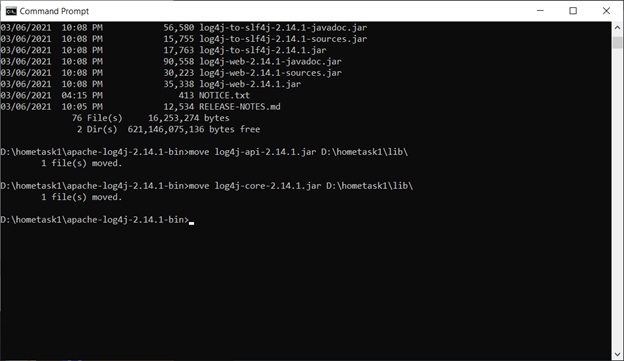 Command Prompt
03/06/2021  10:08 PM            56,580 log4j-to-slf4j-2.14.1-javadoc.jar
03/06/2021  10:08 PM            15,755 log4j-to-slf4j-2.14.1-sources.jar
03/06/2021  10:08 PM            17,763 log4j-to-slf4j-2.14.1.jar
03/06/2021  10:08 PM            90,558 log4j-web-2.14.1-javadoc.jar
03/06/2021  10:08 PM            30,223 log4j-web-2.14.1-sources.jar
03/06/2021  10:08 PM            35,338 log4j-web-2.14.1.jar
03/06/2021  04:15 PM               413 NOTICE.txt
03/06/2021  10:05 PM            12,534 RELEASE-NOTES.md
76 File(s)     16,253,274 bytes
2 Dir(s)  621,146,075,136 bytes free
D:\hometask1\apache-log4j-2.14.1-bin>move log4j-api-2.14.1.jar D:\hometask1\lib\
1 file(s) moved.
D:\hometask1\apache-log4j-2.14.1-bin>move log4j-core-2.14.1.jar D:\hometask1\lib\
1 file(s) moved.
D:\hometask1\apache-log4j-2.14.1-bin>